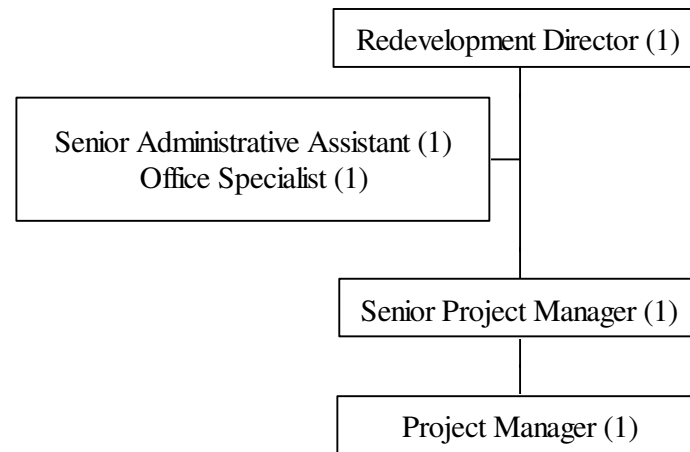 Redevelopment Director (1)
Senior Administrative Assistant (1)
Office Specialist (1)
Senior Project Manager (1)
Project Manager (1)